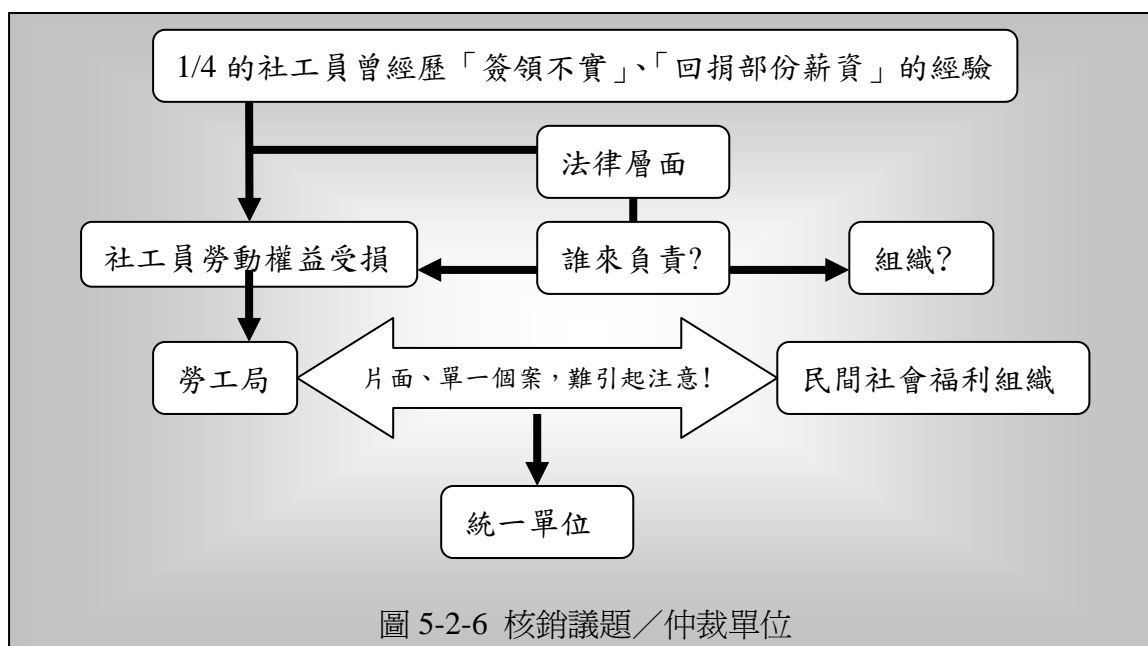 1/4 的社工員曾經歷「簽領不實」、「回捐部份薪資」的經驗
法律層面
社工員勞動權益受損
誰來負責?
組織?
勞工局
片面、單一個案，難引起注意!
民間社會福利組織
統一單位
圖 5-2-6 核銷議題／仲裁單位